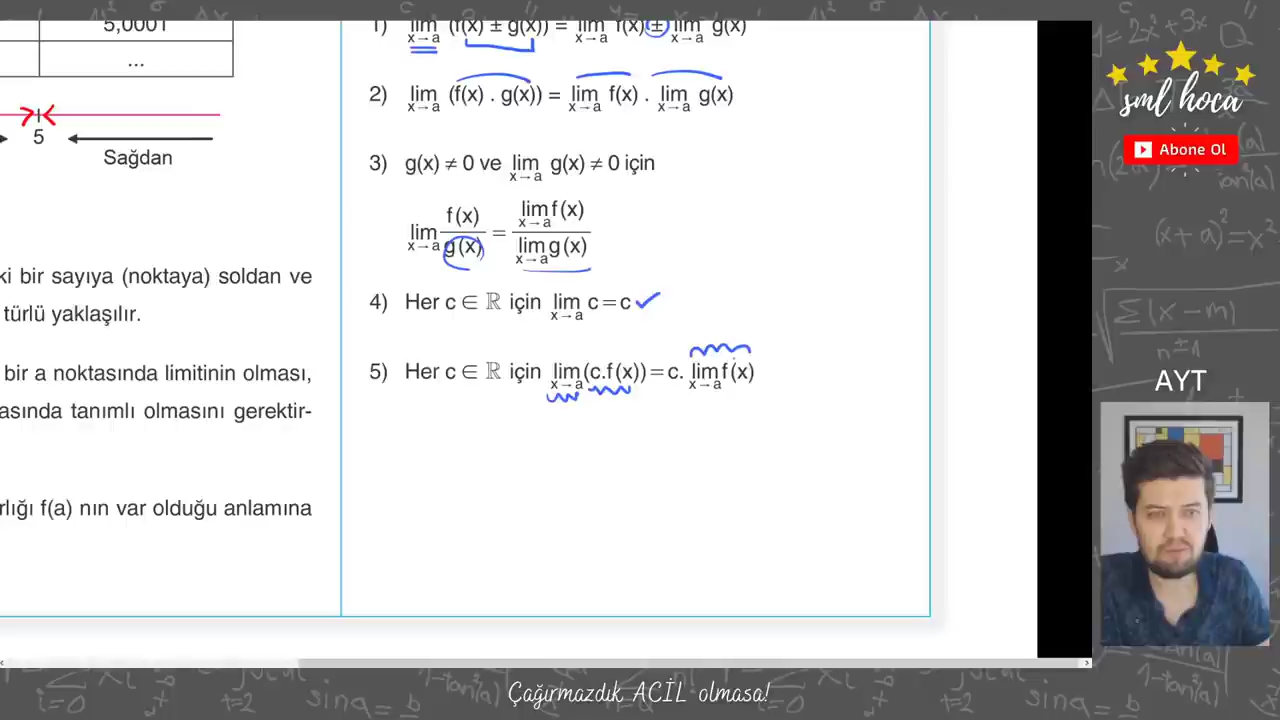 5,0001
...
5
Sağdan
ki bir sayıya (noktaya) soldan ve
türlü yaklaşılır.
bir a noktasında limitinin olması,
asında tanımlı olmasını gerektir-
rlığı f(a) nın var olduğu anlamına
1) lim x→a (f(x) ± g(x)) = lim x→a f(x) ± lim x→a g(x)
2) lim x→a (f(x) . g(x)) = lim x→a f(x) . lim x→a g(x)
3) g(x) ≠ 0 ve lim x→a g(x) ≠ 0 için
lim x→a f(x)/g(x) = lim x→a f(x) / lim x→a g(x)
4) Her c ∈ ℝ için lim x→a c = c
5) Her c ∈ ℝ için lim x→a (c.f(x)) = c. lim x→a f(x)
sml hoca
Abone Ol
(x+a)²=x²
Σ(x-m)
n±1
AYT
Çağırmazdık ACİL olmasa!